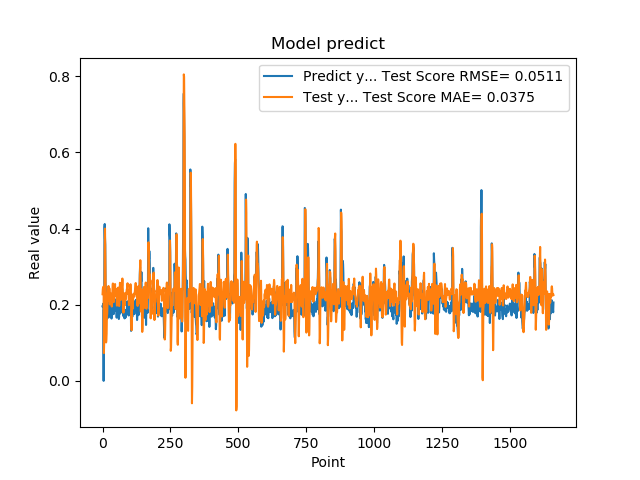 Model predict
Predict y... Test Score RMSE= 0.0511
Test y... Test Score MAE= 0.0375
0.8
0.6
0.4
0.2
0.0
Real value
0 250 500 750 1000 1250 1500
Point